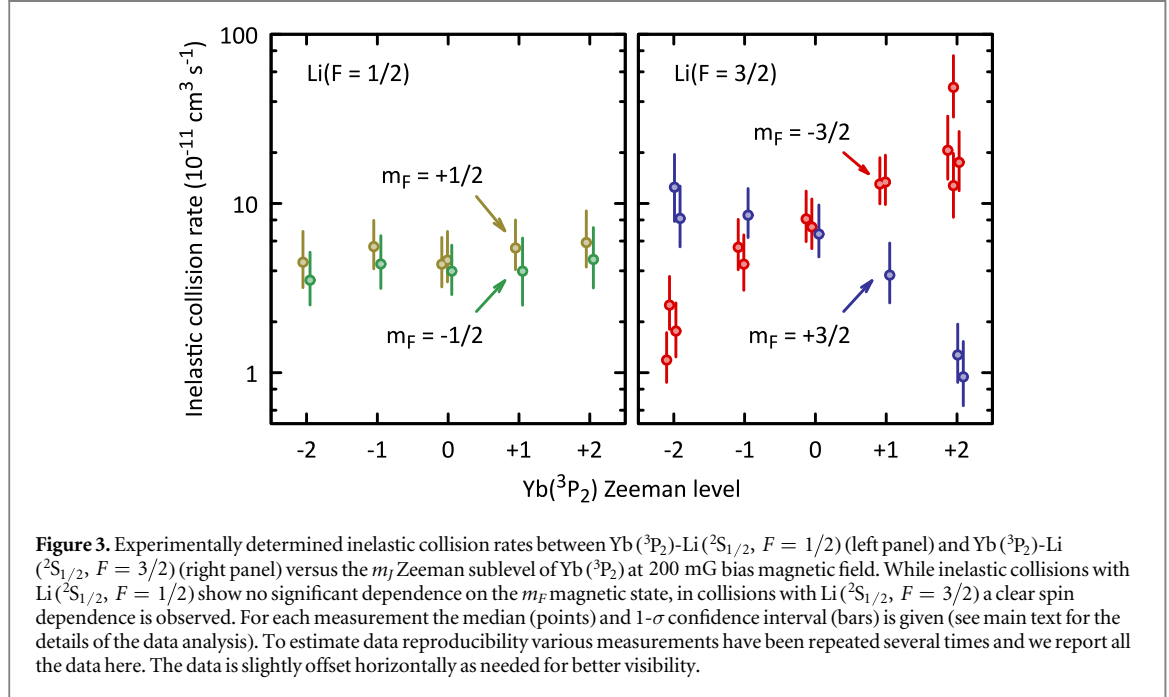 100
10
1
Inelastic collision rate (10⁻¹¹ cm³ s⁻¹)
Li(F = 1/2)
m_F = +1/2
m_F = -1/2
Li(F = 3/2)
m_F = -3/2
m_F = +3/2
-2 -1 0 +1 +2 -2 -1 0 +1 +2
Yb(³P₂) Zeeman level
Figure 3. Experimentally determined inelastic collision rates between Yb (³P₂)-Li (²S₁/₂, F = 1/2) (left panel) and Yb (³P₂)-Li
(²S₁/₂, F = 3/2) (right panel) versus the m_J Zeeman sublevel of Yb (³P₂) at 200 mG bias magnetic field. While inelastic collisions with
Li (²S₁/₂, F = 1/2) show no significant dependence on the m_F magnetic state, in collisions with Li (²S₁/₂, F = 3/2) a clear spin
dependence is observed. For each measurement the median (points) and 1-σ confidence interval (bars) is given (see main text for the
details of the data analysis). To estimate data reproducibility various measurements have been repeated several times and we report all
the data here. The data is slightly offset horizontally as needed for better visibility.